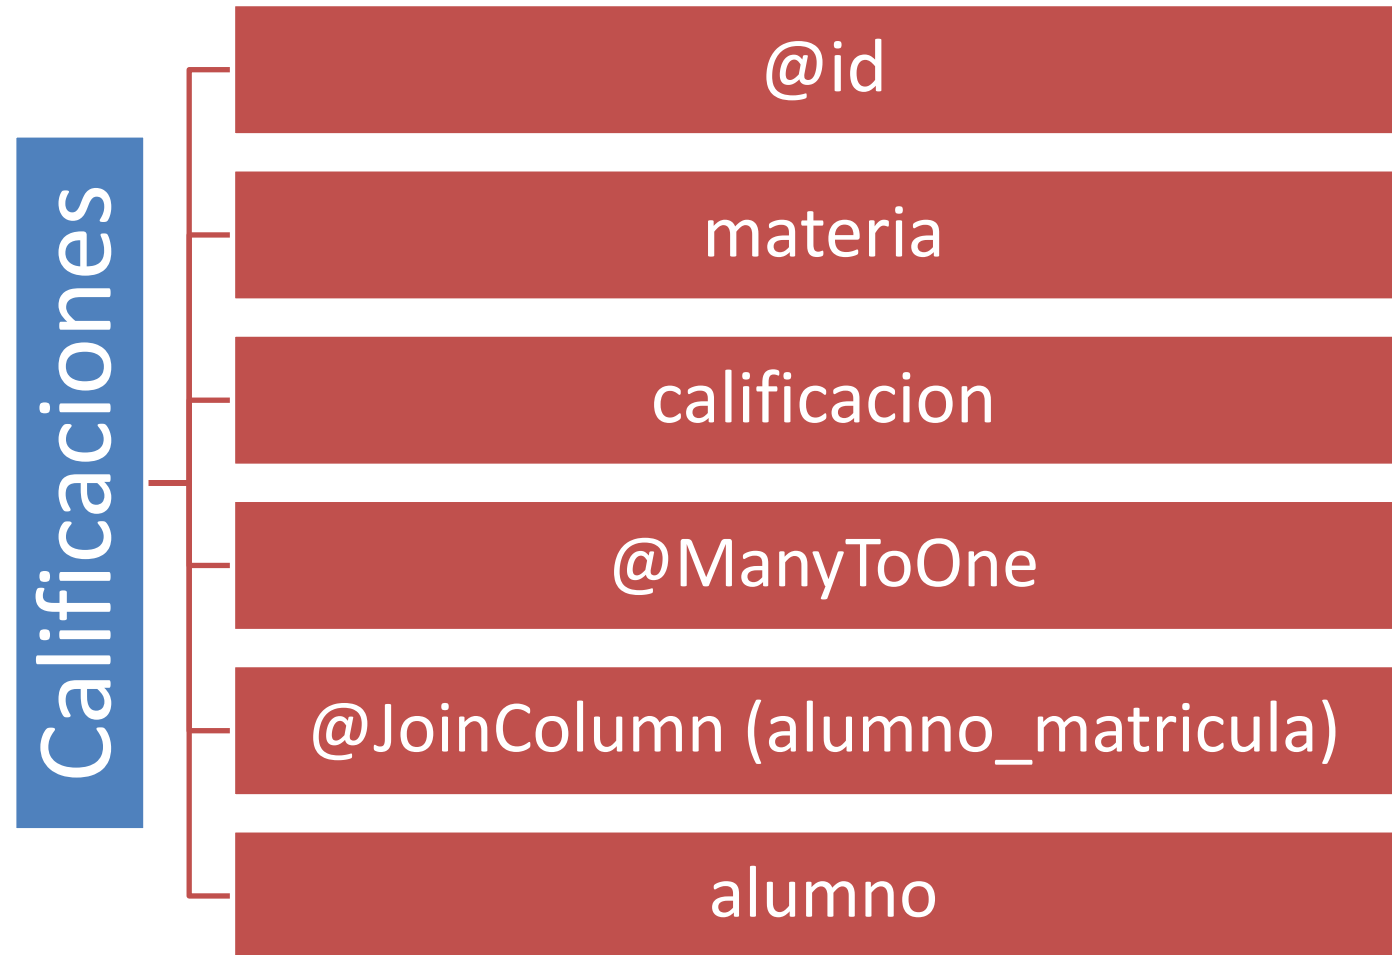 Calificaciones
@id
materia
calificacion
@ManyToOne
@JoinColumn (alumno_matricula)
alumno